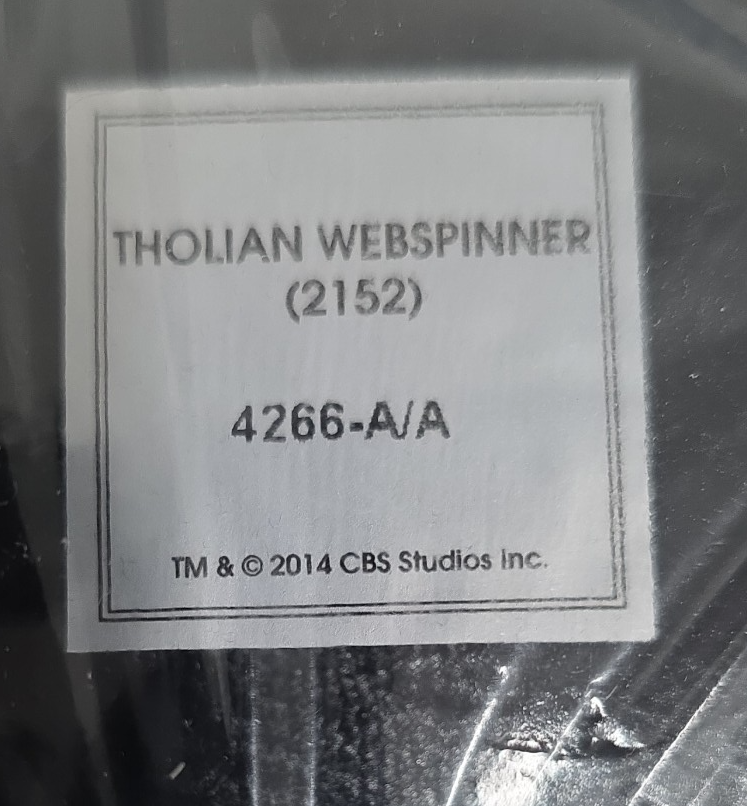 THOLIAN WEBSPINNER
(2152)
4266-A/A
TM & © 2014 CBS Studios Inc.